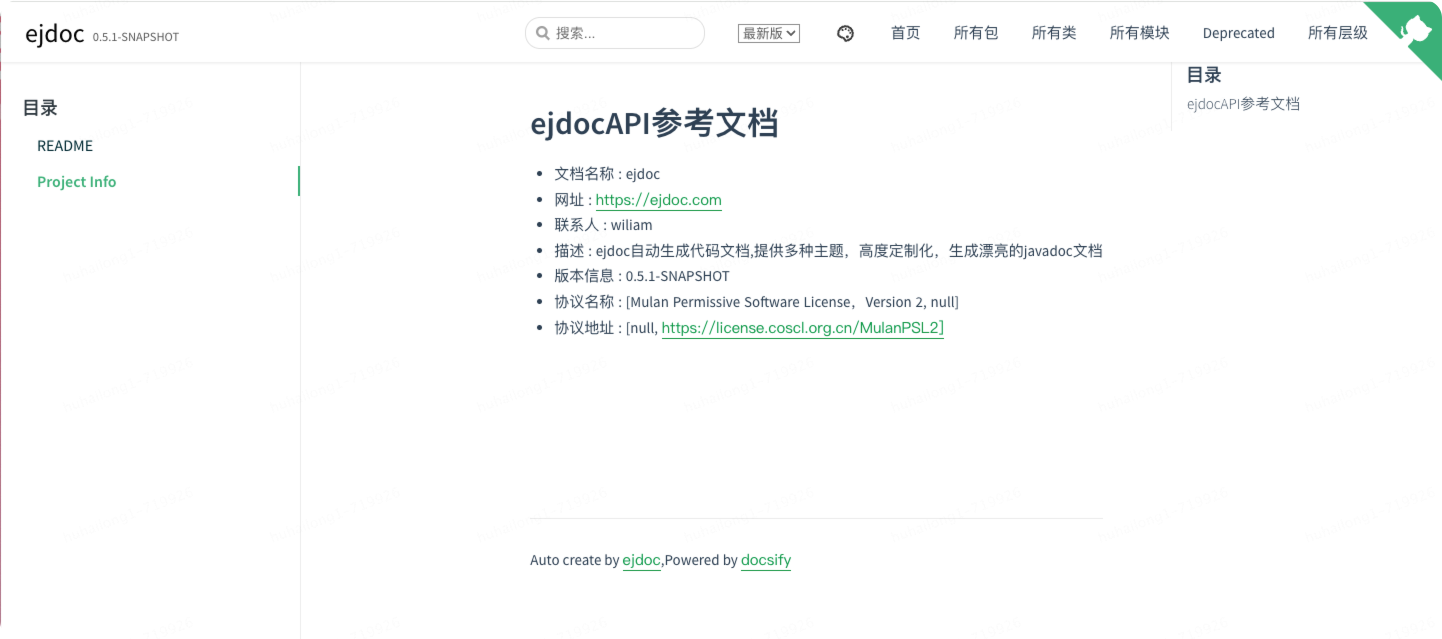 ejdoc 0.5.1-SNAPSHOT
搜索...
最新版
首页
所有包
所有类
所有模块
Deprecated
所有层级
目录
README
Project Info
ejdocAPI参考文档
文档名称 : ejdoc
网址 : https://ejdoc.com
联系人 : wiliam
描述 : ejdoc自动生成代码文档,提供多种主题，高度定制化，生成漂亮的javadoc文档
版本信息 : 0.5.1-SNAPSHOT
协议名称 : [Mulan Permissive Software License，Version 2, null]
协议地址 : [null, https://license.coscl.org.cn/MulanPSL2]
Auto create by ejdoc,Powered by docsify
目录
ejdocAPI参考文档